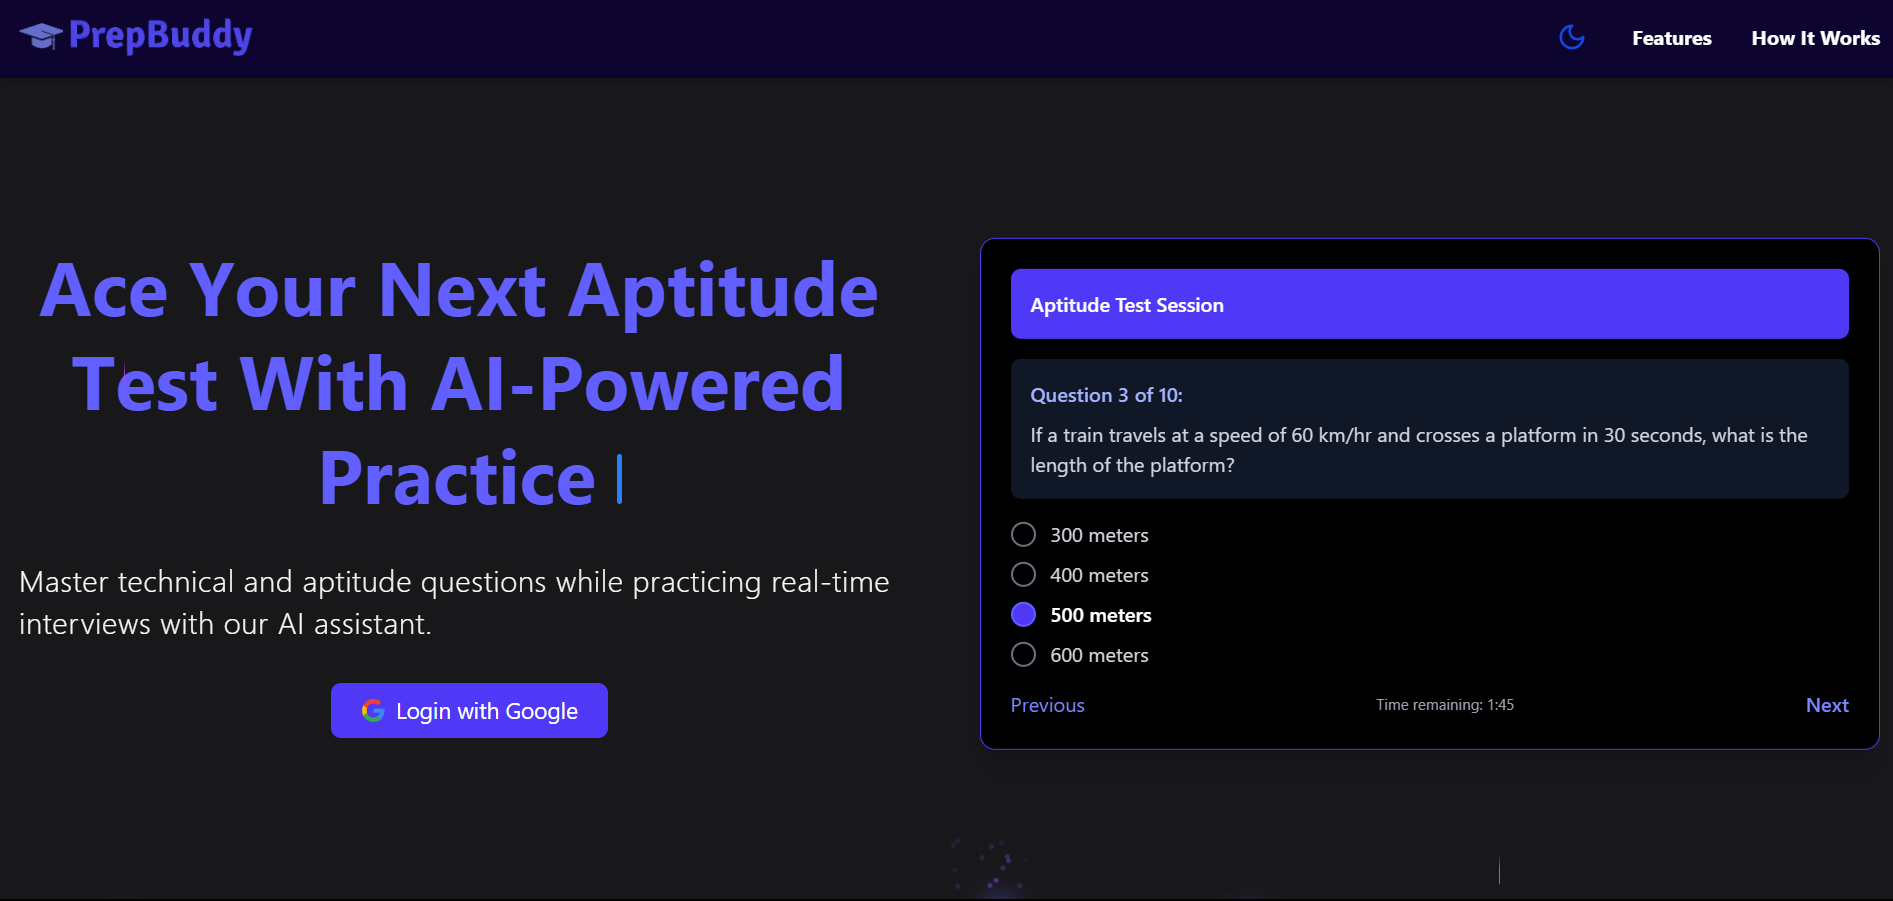 PrepBuddy
Features
How It Works
Ace Your Next Aptitude
Test With AI-Powered
Practice
Master technical and aptitude questions while practicing real-time
interviews with our AI assistant.
Login with Google
Aptitude Test Session
Question 3 of 10:
If a train travels at a speed of 60 km/hr and crosses a platform in 30 seconds, what is the
length of the platform?
300 meters
400 meters
500 meters
600 meters
Previous
Time remaining: 1:45
Next